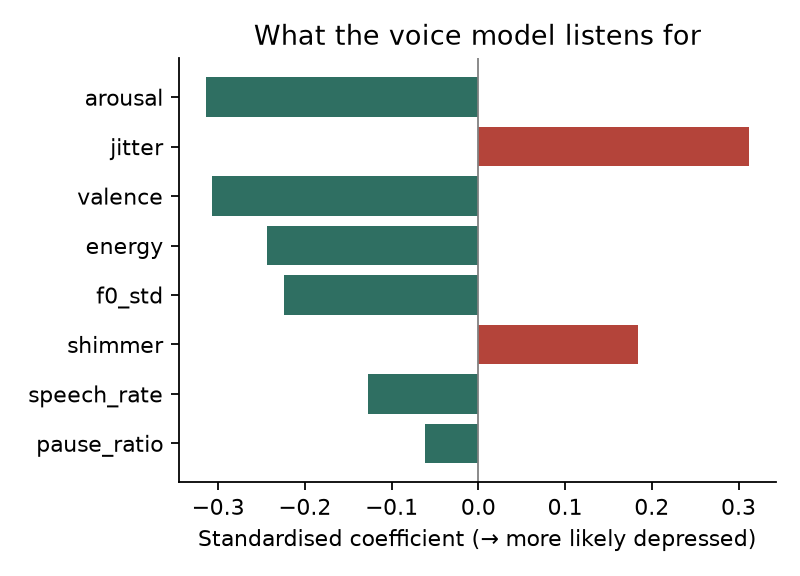 What the voice model listens for
arousal
jitter
valence
energy
f0_std
shimmer
speech_rate
pause_ratio
−0.3 −0.2 −0.1 0.0 0.1 0.2 0.3
Standardised coefficient (→ more likely depressed)